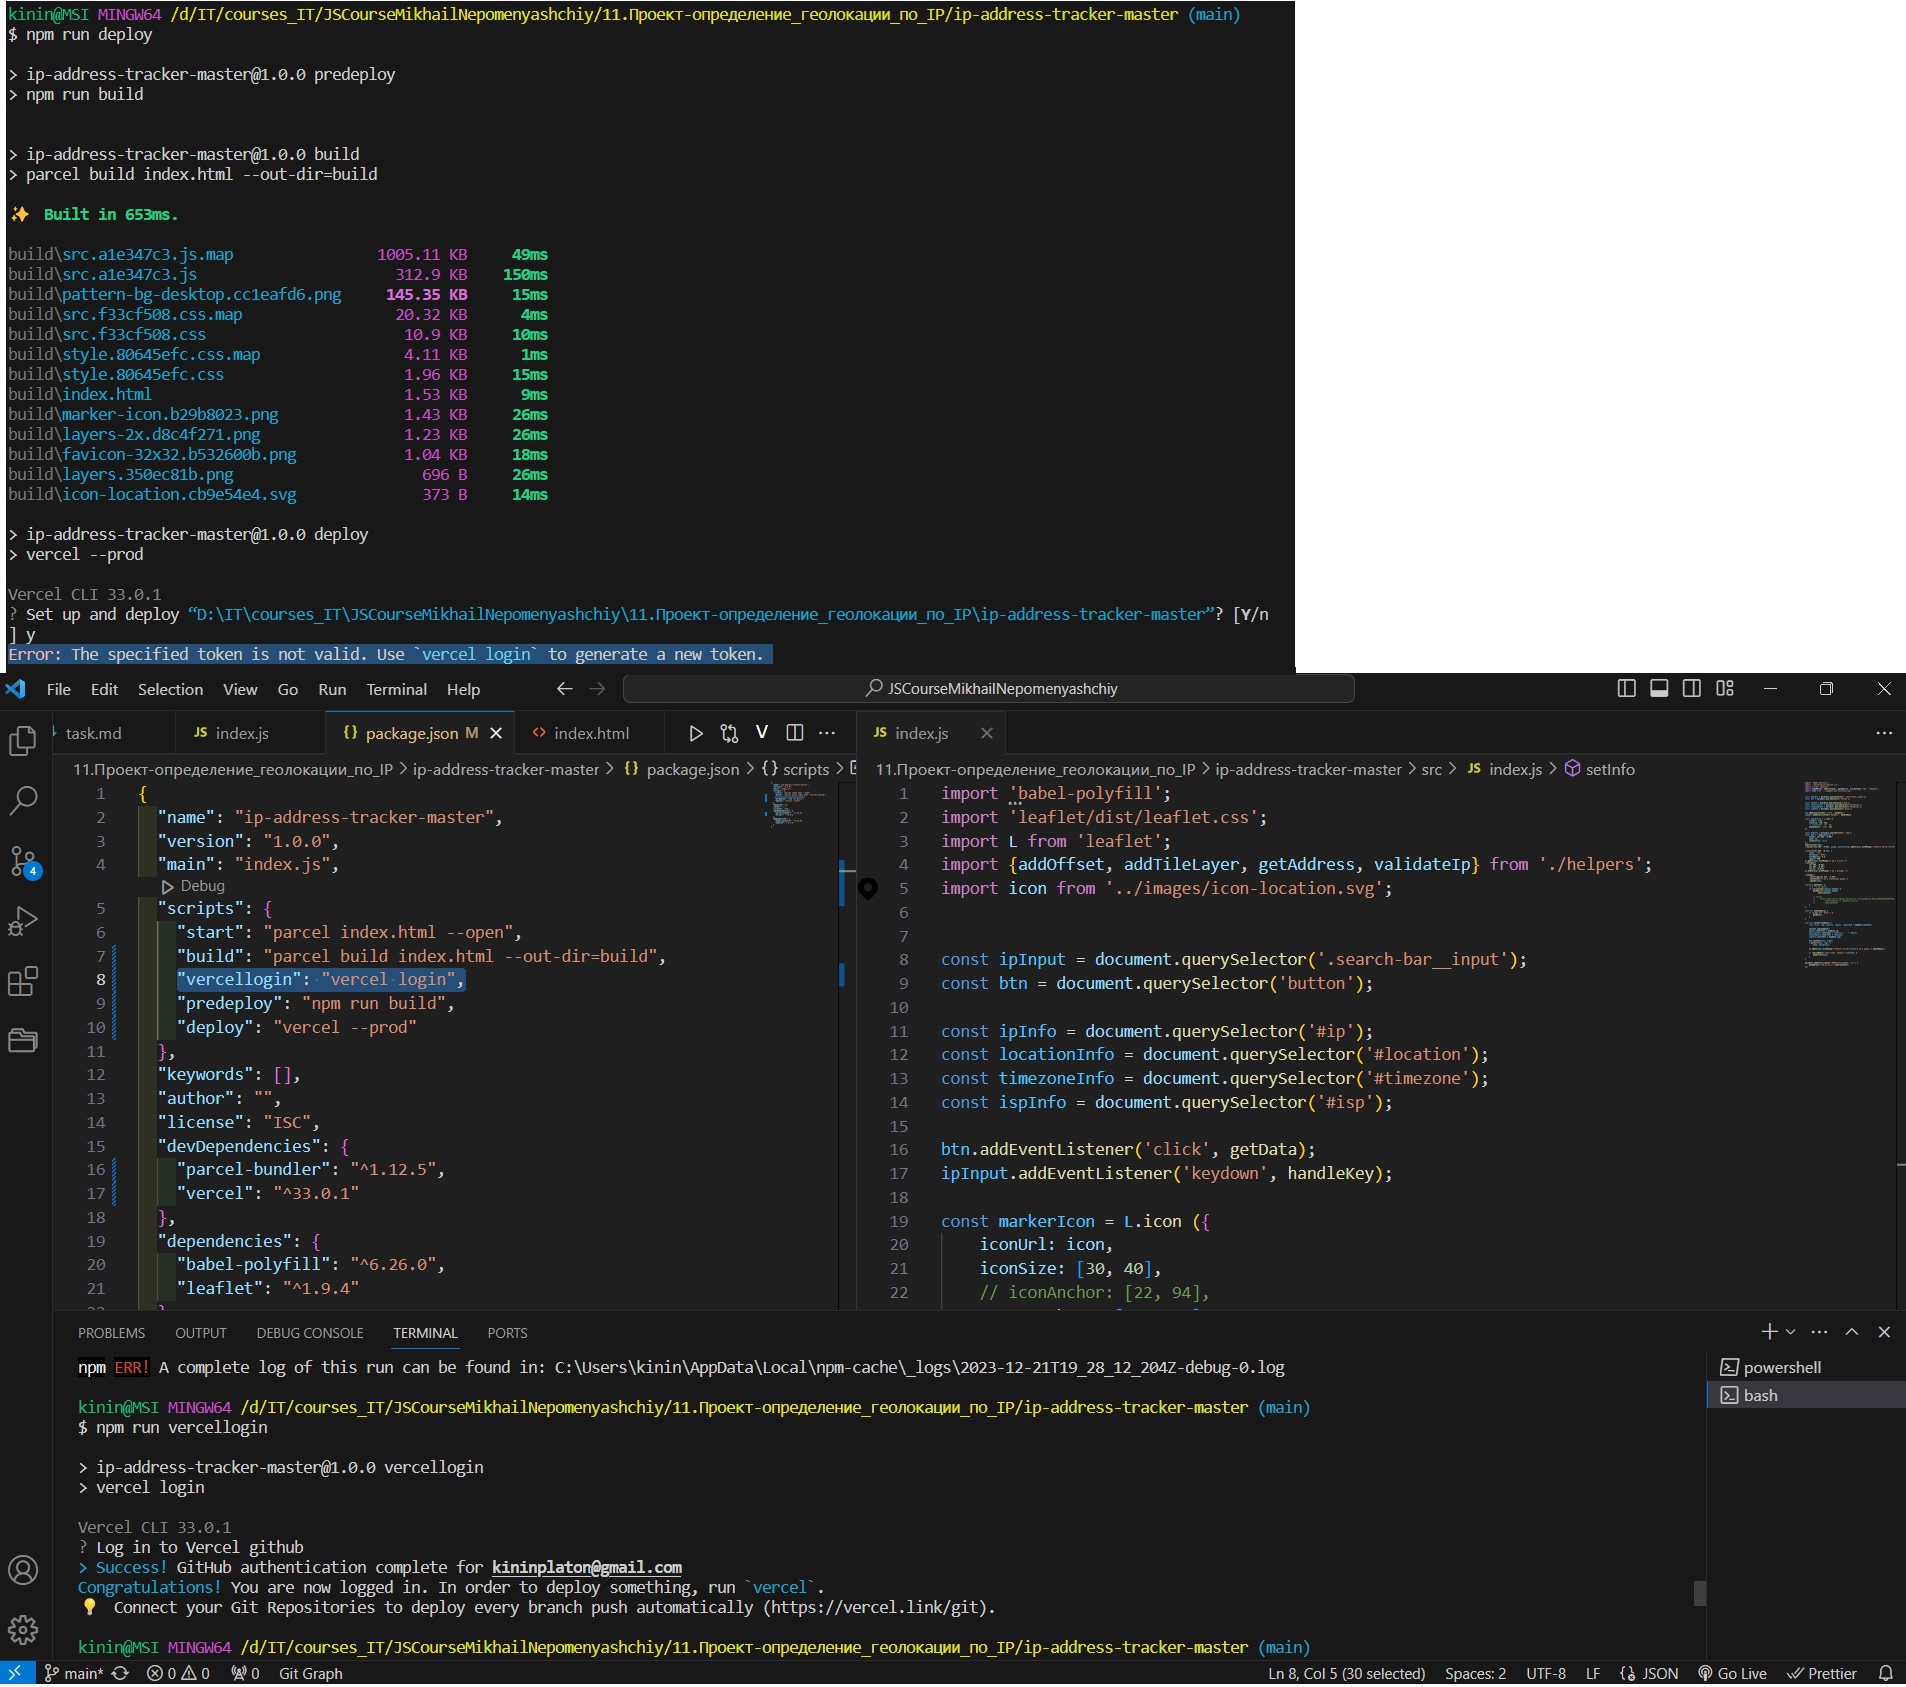 kinin@MSI MINGW64 /d/IT/courses_IT/JSCourseMikhailNepomenyashchiy/11.Проект-определение_геолокации_по_IP/ip-address-tracker-master (main)
$ npm run deploy
> ip-address-tracker-master@1.0.0 predeploy
> npm run build
> ip-address-tracker-master@1.0.0 build
> parcel build index.html --out-dir=build
✨ Built in 653ms.
build\src.a1e347c3.js.map 1005.11 KB 49ms
build\src.a1e347c3.js 312.9 KB 150ms
build\pattern-bg-desktop.cc1eafd6.png 145.35 KB 15ms
build\src.f33cf508.css.map 20.32 KB 4ms
build\src.f33cf508.css 10.9 KB 10ms
build\style.80645efc.css.map 4.11 KB 1ms
build\style.80645efc.css 1.96 KB 15ms
build\index.html 1.53 KB 9ms
build\marker-icon.b29b8023.png 1.43 KB 26ms
build\layers-2x.d8c4f271.png 1.23 KB 26ms
build\favicon-32x32.b532600b.png 1.04 KB 18ms
build\layers.350ec81b.png 696 B 26ms
build\icon-location.cb9e54e4.svg 373 B 14ms
> ip-address-tracker-master@1.0.0 deploy
> vercel --prod
Vercel CLI 33.0.1
? Set up and deploy “D:\IT\courses_IT\JSCourseMikhailNepomenyashchiy\11.Проект-определение_геолокации_по_IP\ip-address-tracker-master”? [Y/n
] y
Error: The specified token is not valid. Use `vercel login` to generate a new token.
File Edit Selection View Go Run Terminal Help
JSCourseMikhailNepomenyashchiy
task.md
JS index.js
{} package.json M
<> index.html
V
JS index.js
11.Проект-определение_геолокации_по_IP > ip-address-tracker-master > {} package.json > {} scripts >
1 {
2 "name": "ip-address-tracker-master",
3 "version": "1.0.0",
4 "main": "index.js",
Debug
5 "scripts": {
6 "start": "parcel index.html --open",
7 "build": "parcel build index.html --out-dir=build",
8 "vercellogin": "vercel login",
9 "predeploy": "npm run build",
10 "deploy": "vercel --prod"
11 },
12 "keywords": [],
13 "author": "",
14 "license": "ISC",
15 "devDependencies": {
16 "parcel-bundler": "^1.12.5",
17 "vercel": "^33.0.1"
18 },
19 "dependencies": {
20 "babel-polyfill": "^6.26.0",
21 "leaflet": "^1.9.4"
11.Проект-определение_геолокации_по_IP > ip-address-tracker-master > src > JS index.js > setInfo
1 import 'babel-polyfill';
2 import 'leaflet/dist/leaflet.css';
3 import L from 'leaflet';
4 import {addOffset, addTileLayer, getAddress, validateIp} from './helpers';
5 import icon from '../images/icon-location.svg';
6
7
8 const ipInput = document.querySelector('.search-bar__input');
9 const btn = document.querySelector('button');
10
11 const ipInfo = document.querySelector('#ip');
12 const locationInfo = document.querySelector('#location');
13 const timezoneInfo = document.querySelector('#timezone');
14 const ispInfo = document.querySelector('#isp');
15
16 btn.addEventListener('click', getData);
17 ipInput.addEventListener('keydown', handleKey);
18
19 const markerIcon = L.icon ({
20 iconUrl: icon,
21 iconSize: [30, 40],
22 // iconAnchor: [22, 94],
4
PROBLEMS OUTPUT DEBUG CONSOLE TERMINAL PORTS
npm ERR! A complete log of this run can be found in: C:\Users\kinin\AppData\Local\npm-cache\_logs\2023-12-21T19_28_12_204Z-debug-0.log
kinin@MSI MINGW64 /d/IT/courses_IT/JSCourseMikhailNepomenyashchiy/11.Проект-определение_геолокации_по_IP/ip-address-tracker-master (main)
$ npm run vercellogin
> ip-address-tracker-master@1.0.0 vercellogin
> vercel login
Vercel CLI 33.0.1
? Log in to Vercel github
> Success! GitHub authentication complete for kininplaton@gmail.com
Congratulations! You are now logged in. In order to deploy something, run `vercel`.
💡 Connect your Git Repositories to deploy every branch push automatically (https://vercel.link/git).
kinin@MSI MINGW64 /d/IT/courses_IT/JSCourseMikhailNepomenyashchiy/11.Проект-определение_геолокации_по_IP/ip-address-tracker-master (main)
powershell
bash
main* 0 0 0 Git Graph
Ln 8, Col 5 (30 selected) Spaces: 2 UTF-8 LF JSON Go Live Prettier